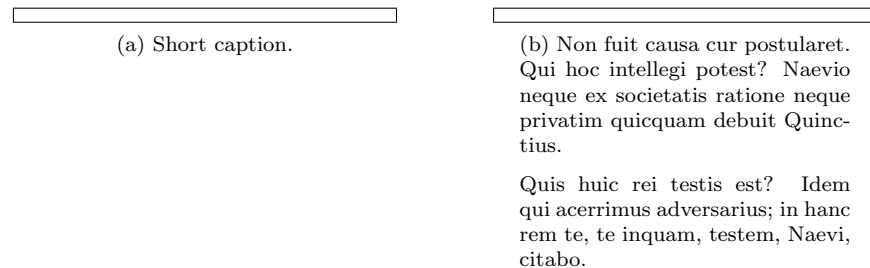 (a) Short caption.
(b) Non fuit causa cur postularet.
Qui hoc intellegi potest? Naevio
neque ex societatis ratione neque
privatim quicquam debuit Quinc-
tius.
Quis huic rei testis est? Idem
qui acerrimus adversarius; in hanc
rem te, te inquam, testem, Naevi,
citabo.